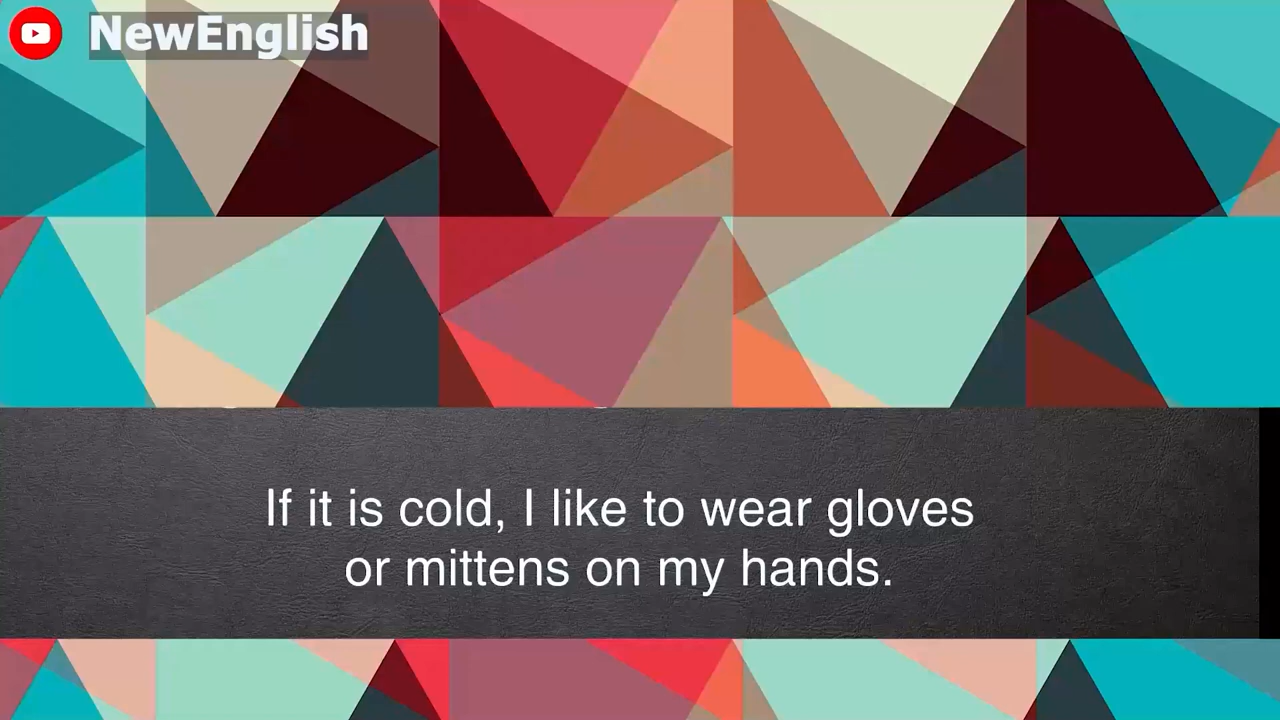 NewEnglish
If it is cold, I like to wear gloves
or mittens on my hands.